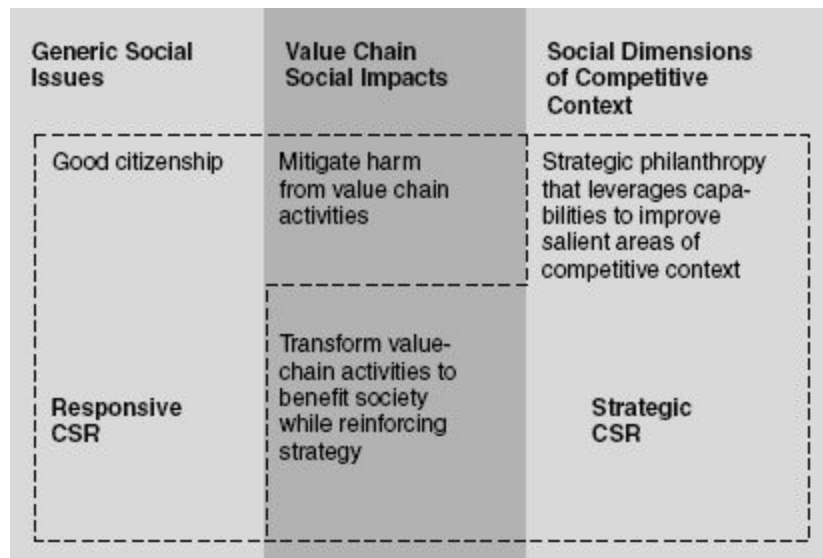 Generic Social
Issues
Value Chain
Social Impacts
Social Dimensions
of Competitive
Context
Good citizenship
Mitigate harm
from value chain
activities
Strategic philanthropy
that leverages capa-
bilities to improve
salient areas of
competitive context
Transform value-
chain activities to
benefit society
while reinforcing
strategy
Responsive
CSR
Strategic
CSR